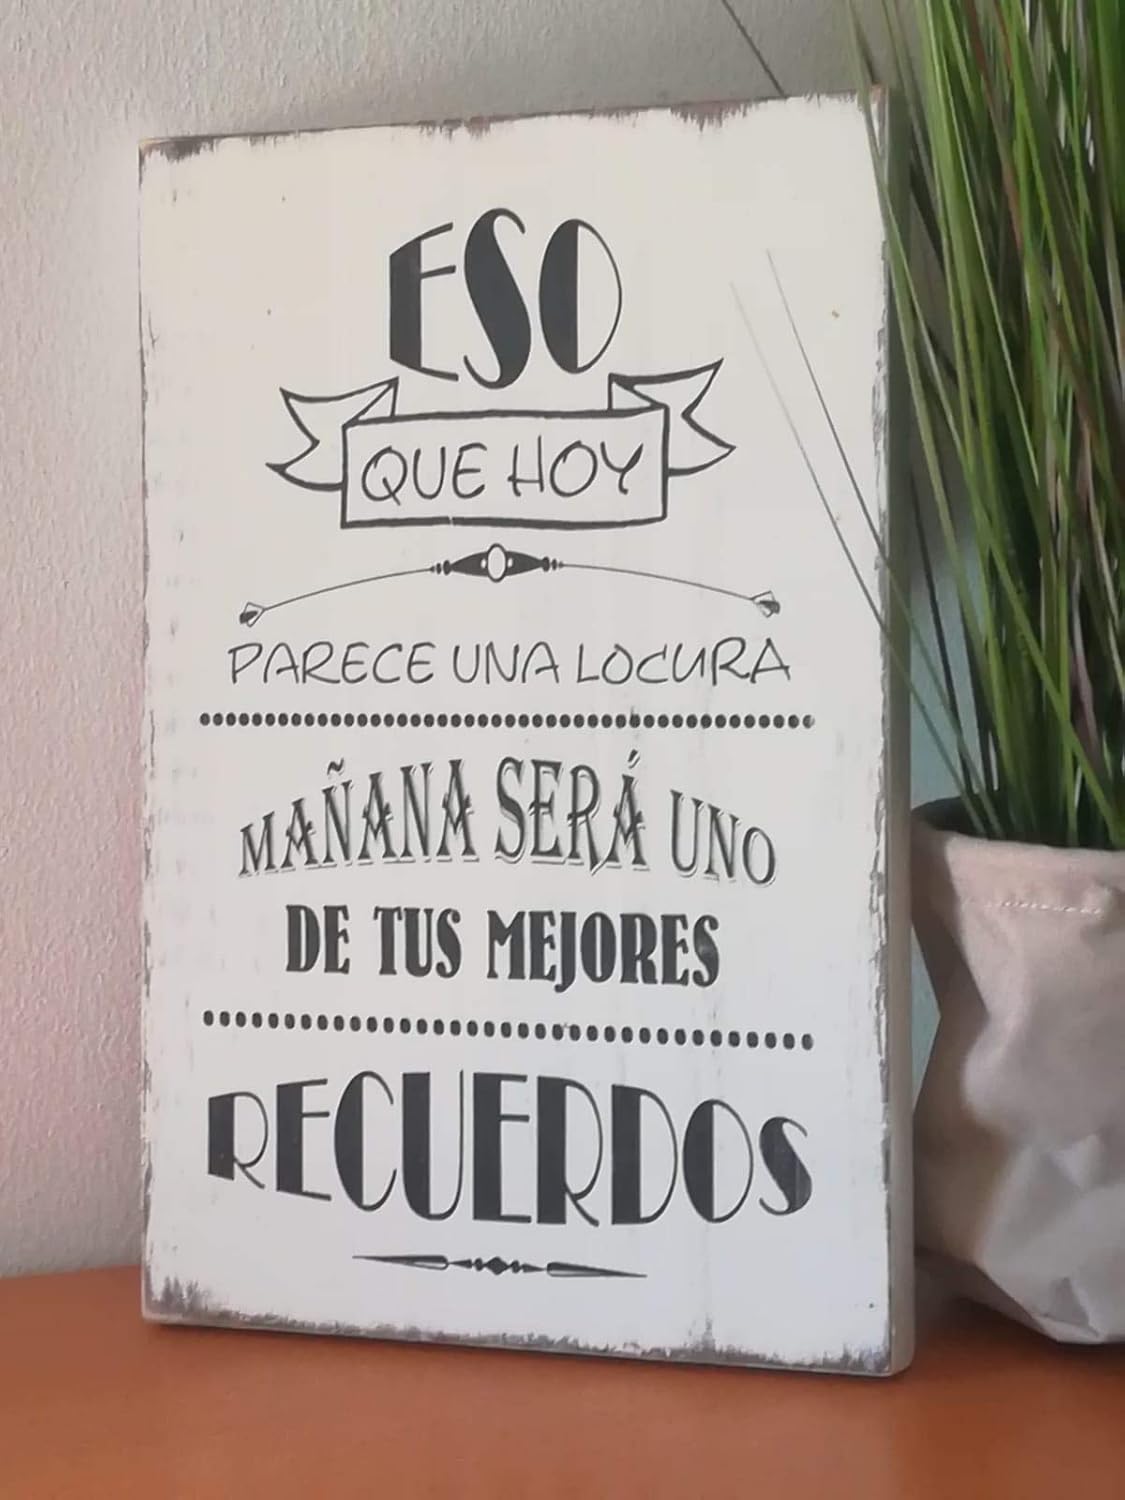 ESO
QUE HOY
PARECE UNA LOCURA
MAÑANA SERÁ UNO
DE TUS MEJORES
RECUERDOS